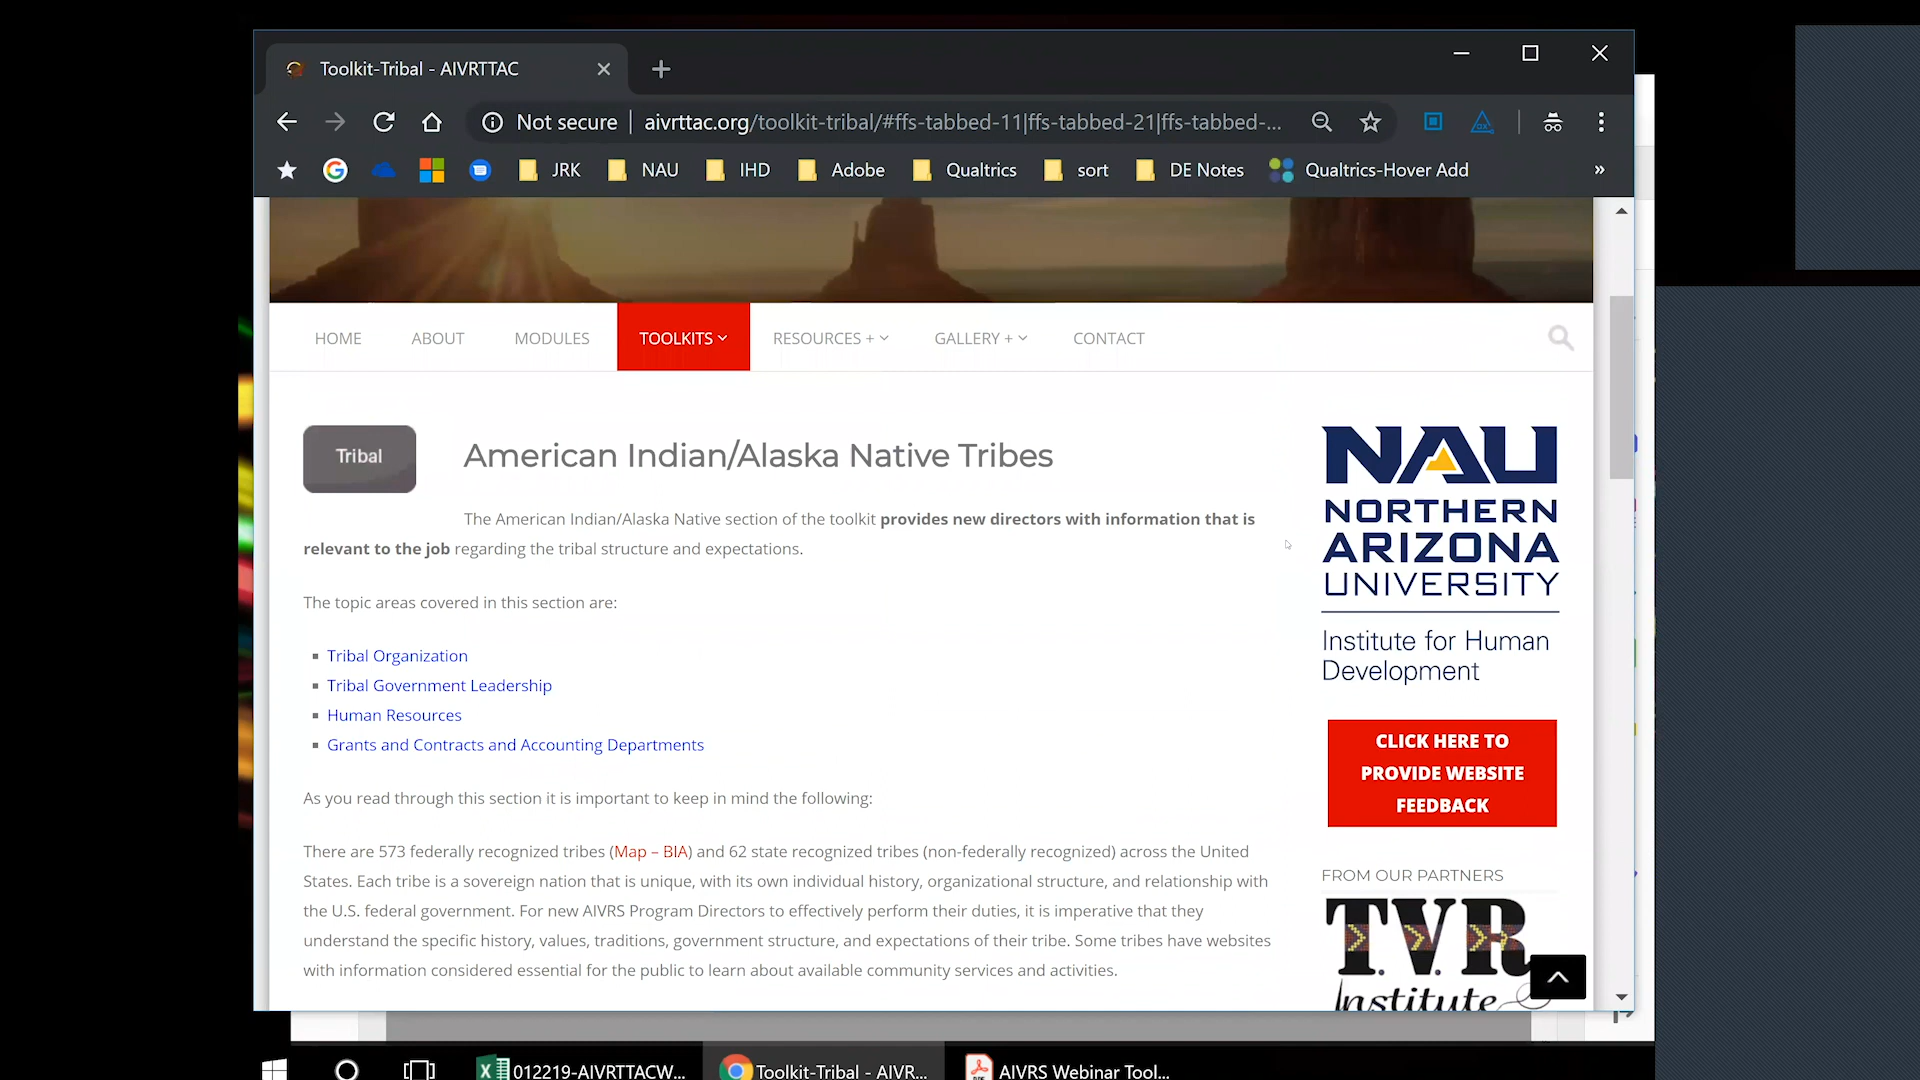 Toolkit-Tribal - AIVRTTAC
Not secure | aivrttac.org/toolkit-tribal/#ffs-tabbed-11|ffs-tabbed-21|ffs-tabbed-...
JRK NAU IHD Adobe Qualtrics sort DE Notes Qualtrics-Hover Add »
HOME ABOUT MODULES TOOLKITS RESOURCES + GALLERY + CONTACT
Tribal
American Indian/Alaska Native Tribes
The American Indian/Alaska Native section of the toolkit provides new directors with information that is
relevant to the job regarding the tribal structure and expectations.
The topic areas covered in this section are:
Tribal Organization
Tribal Government Leadership
Human Resources
Grants and Contracts and Accounting Departments
As you read through this section it is important to keep in mind the following:
There are 573 federally recognized tribes (Map – BIA) and 62 state recognized tribes (non-federally recognized) across the United
States. Each tribe is a sovereign nation that is unique, with its own individual history, organizational structure, and relationship with
the U.S. federal government. For new AIVRS Program Directors to effectively perform their duties, it is imperative that they
understand the specific history, values, traditions, government structure, and expectations of their tribe. Some tribes have websites
with information considered essential for the public to learn about available community services and activities.
NAU
NORTHERN
ARIZONA
UNIVERSITY
Institute for Human
Development
CLICK HERE TO
PROVIDE WEBSITE
FEEDBACK
FROM OUR PARTNERS
T.V.R
Institute
012219-AIVRTTACW... Toolkit-Tribal - AIVR... AIVRS Webinar Tool...